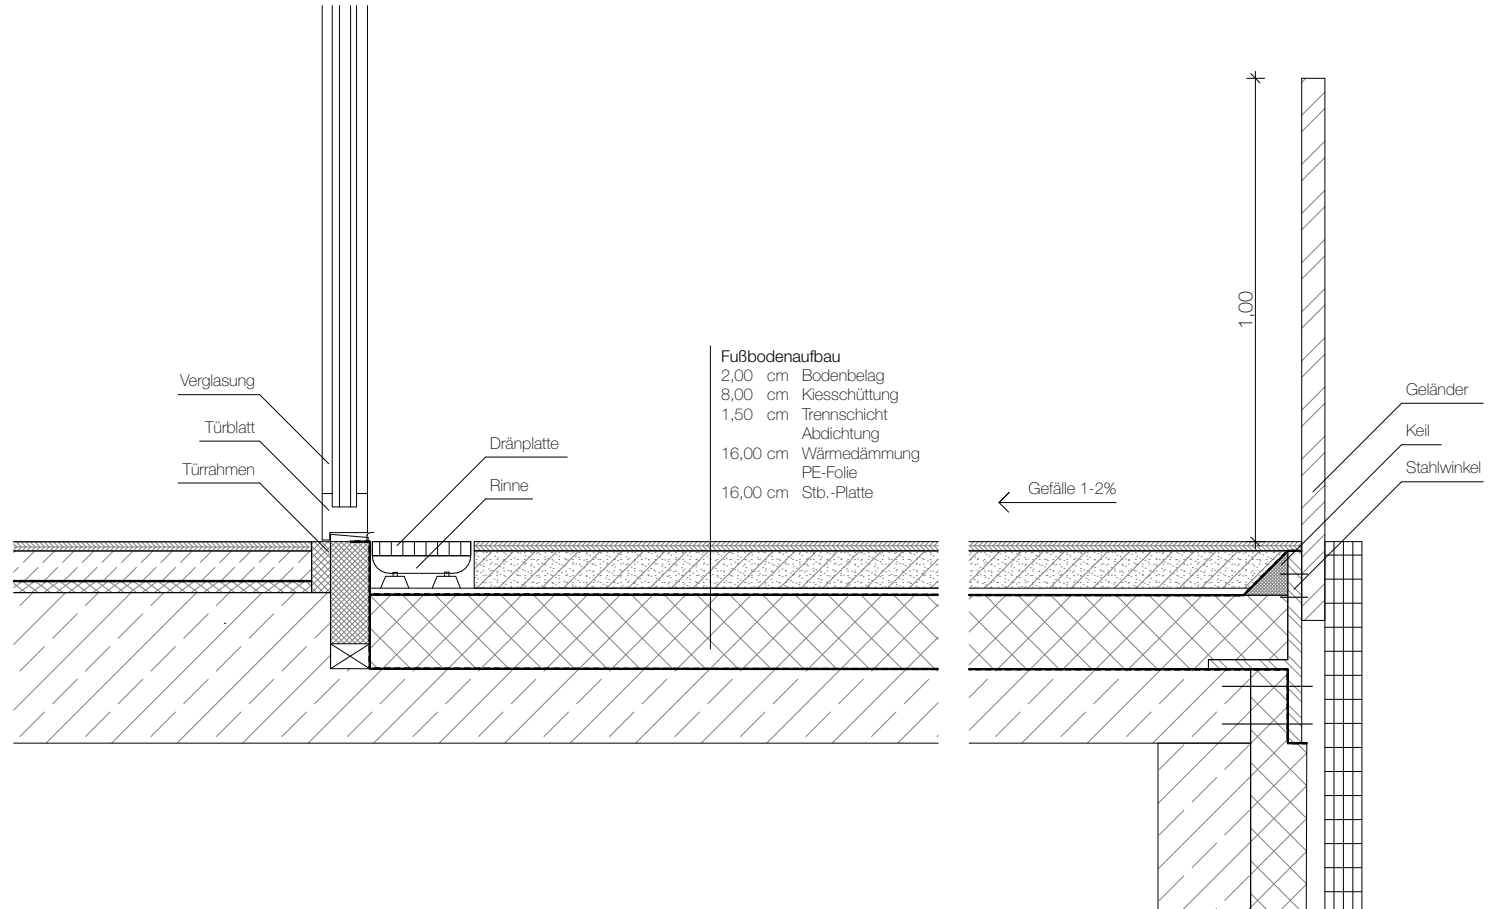 Fußbodenaufbau
2,00 cm Bodenbelag
8,00 cm Kiesschüttung
1,50 cm Trennschicht
Abdichtung
16,00 cm Wärmedämmung
PE-Folie
16,00 cm Stb.-Platte
Verglasung
Türblatt
Türrahmen
Dränplatte
Rinne
Gefälle 1-2%
1,00
Geländer
Keil
Stahlwinkel